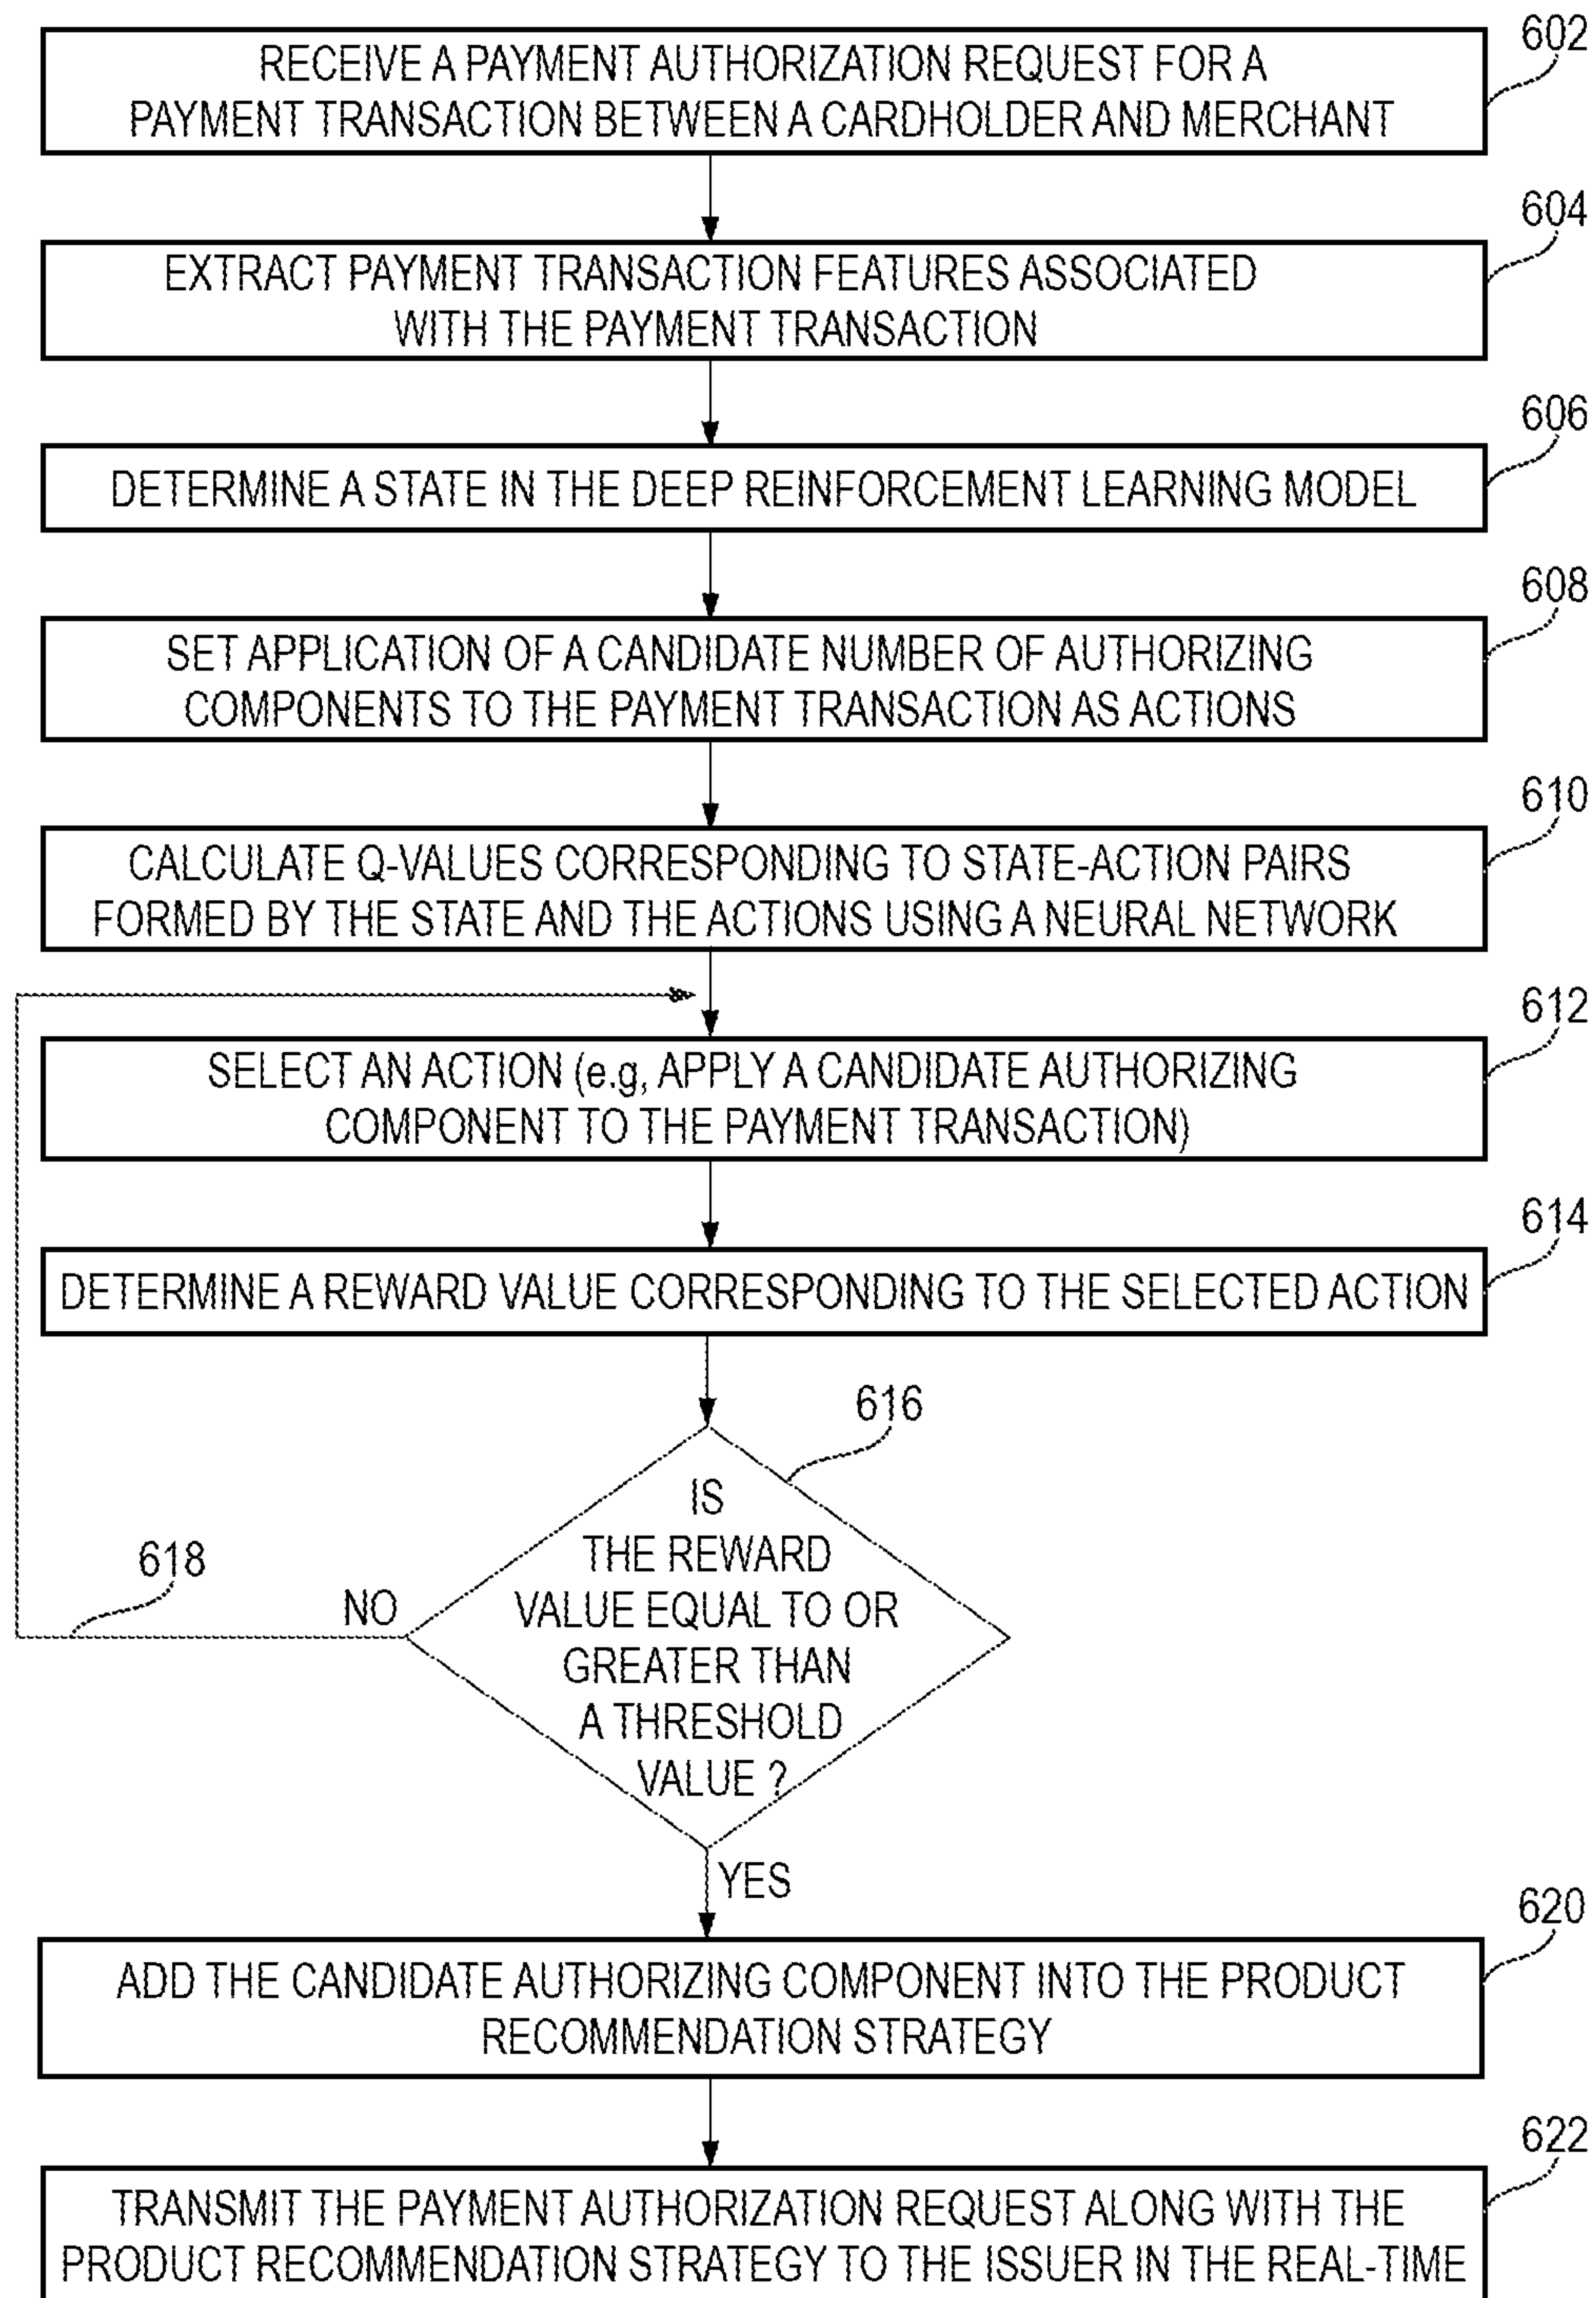 602
RECEIVE A PAYMENT AUTHORIZATION REQUEST FOR A
PAYMENT TRANSACTION BETWEEN A CARDHOLDER AND MERCHANT
604
EXTRACT PAYMENT TRANSACTION FEATURES ASSOCIATED
WITH THE PAYMENT TRANSACTION
606
DETERMINE A STATE IN THE DEEP REINFORCEMENT LEARNING MODEL
608
SET APPLICATION OF A CANDIDATE NUMBER OF AUTHORIZING
COMPONENTS TO THE PAYMENT TRANSACTION AS ACTIONS
610
CALCULATE Q-VALUES CORRESPONDING TO STATE-ACTION PAIRS
FORMED BY THE STATE AND THE ACTIONS USING A NEURAL NETWORK
612
SELECT AN ACTION (e.g, APPLY A CANDIDATE AUTHORIZING
COMPONENT TO THE PAYMENT TRANSACTION)
614
DETERMINE A REWARD VALUE CORRESPONDING TO THE SELECTED ACTION
616
IS
THE REWARD
VALUE EQUAL TO OR
GREATER THAN
A THRESHOLD
VALUE ?
618
NO
YES
620
ADD THE CANDIDATE AUTHORIZING COMPONENT INTO THE PRODUCT
RECOMMENDATION STRATEGY
622
TRANSMIT THE PAYMENT AUTHORIZATION REQUEST ALONG WITH THE
PRODUCT RECOMMENDATION STRATEGY TO THE ISSUER IN THE REAL-TIME